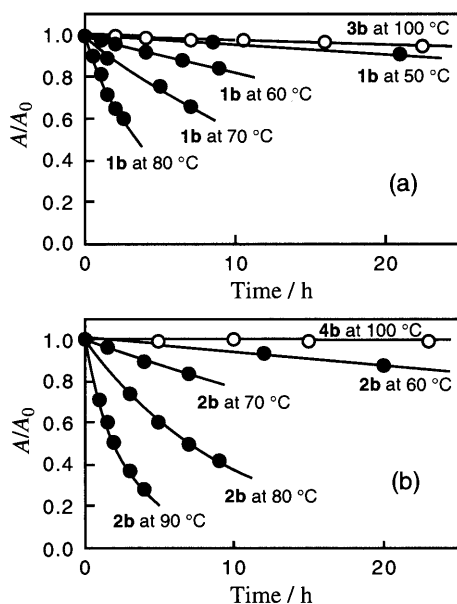 1.0
0.8
0.6
0.4
0.2
0.0
A/A₀
3b at 100 °C
1b at 50 °C
1b at 60 °C
1b at 70 °C
1b at 80 °C
(a)
0
10
20
Time / h
1.0
0.8
0.6
0.4
0.2
0.0
A/A₀
4b at 100 °C
2b at 60 °C
2b at 70 °C
2b at 80 °C
2b at 90 °C
(b)
0
10
20
Time / h